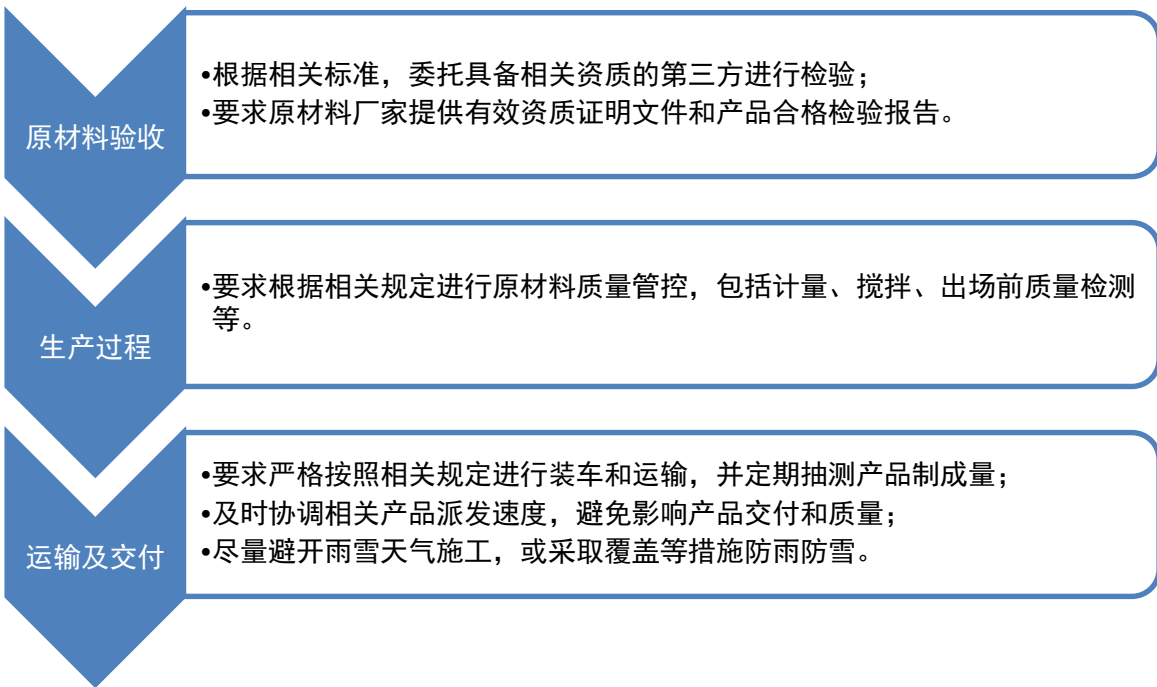 原材料验收
•根据相关标准，委托具备相关资质的第三方进行检验；
•要求原材料厂家提供有效资质证明文件和产品合格检验报告。
生产过程
•要求根据相关规定进行原材料质量管控，包括计量、搅拌、出场前质量检测
等。
运输及交付
•要求严格按照相关规定进行装车和运输，并定期抽测产品制成量；
•及时协调相关产品派发速度，避免影响产品交付和质量；
•尽量避开雨雪天气施工，或采取覆盖等措施防雨防雪。